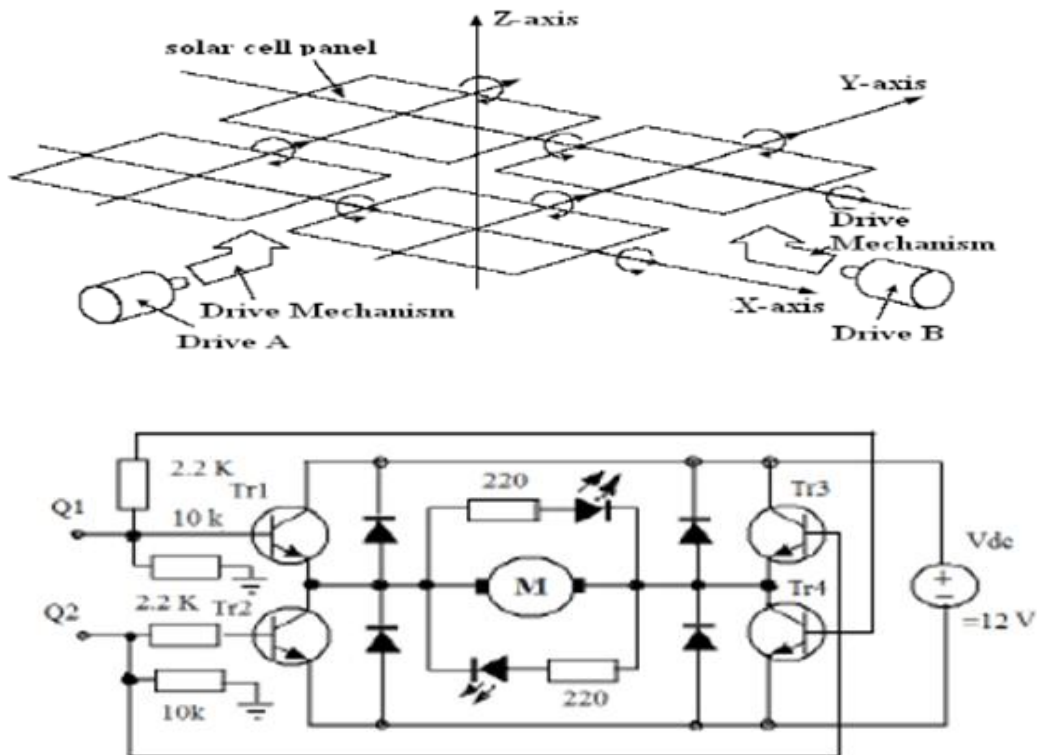 Z-axis
solar cell panel
Y-axis
Drive
Mechanism
Drive Mechanism
X-axis
Drive A
Drive B
2.2 K
220
Tr1
Tr3
Q1
10 k
Vdc
M
Tr4
2.2 K
Tr2
Q2
=12 V
10k
220